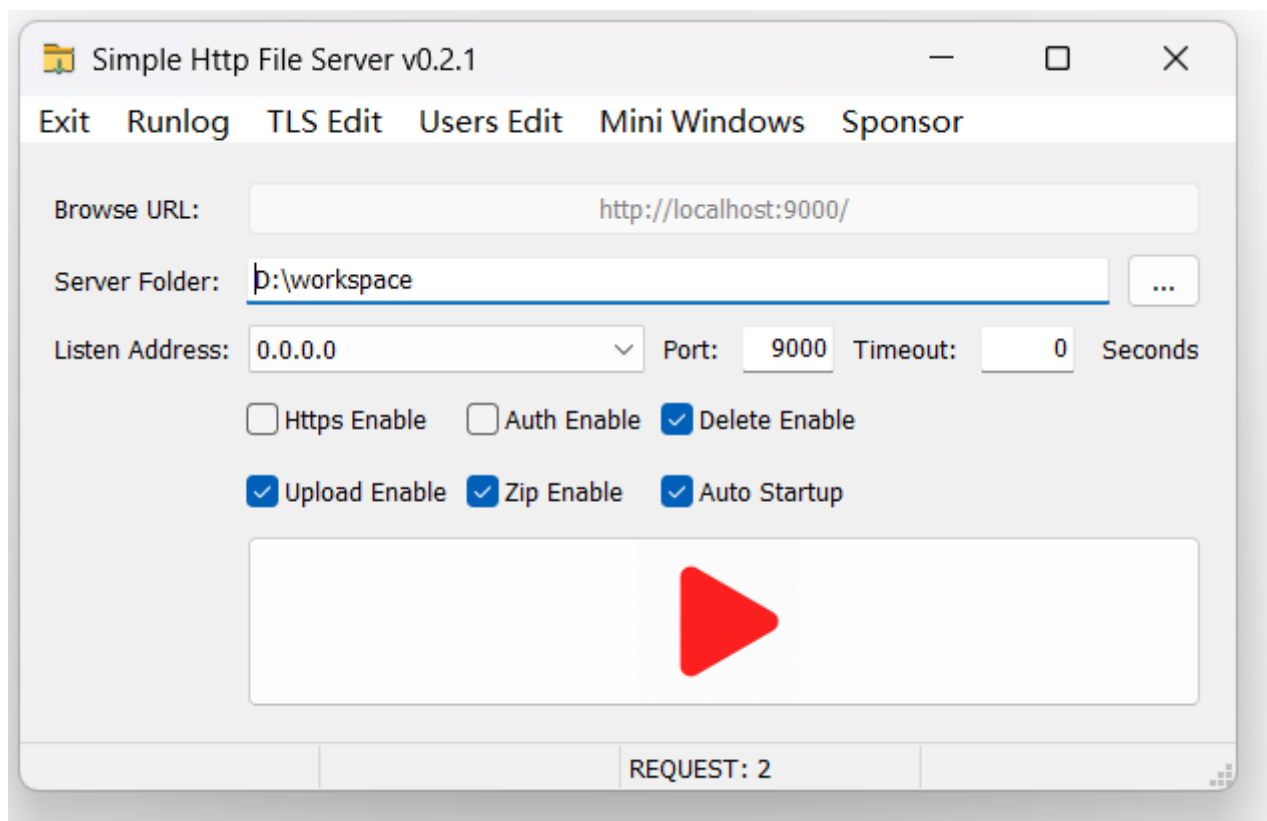 Simple Http File Server v0.2.1
Exit Runlog TLS Edit Users Edit Mini Windows Sponsor
Browse URL: http://localhost:9000/
Server Folder: D:\workspace ...
Listen Address: 0.0.0.0 Port: 9000 Timeout: 0 Seconds
Https Enable Auth Enable Delete Enable
Upload Enable Zip Enable Auto Startup
REQUEST: 2